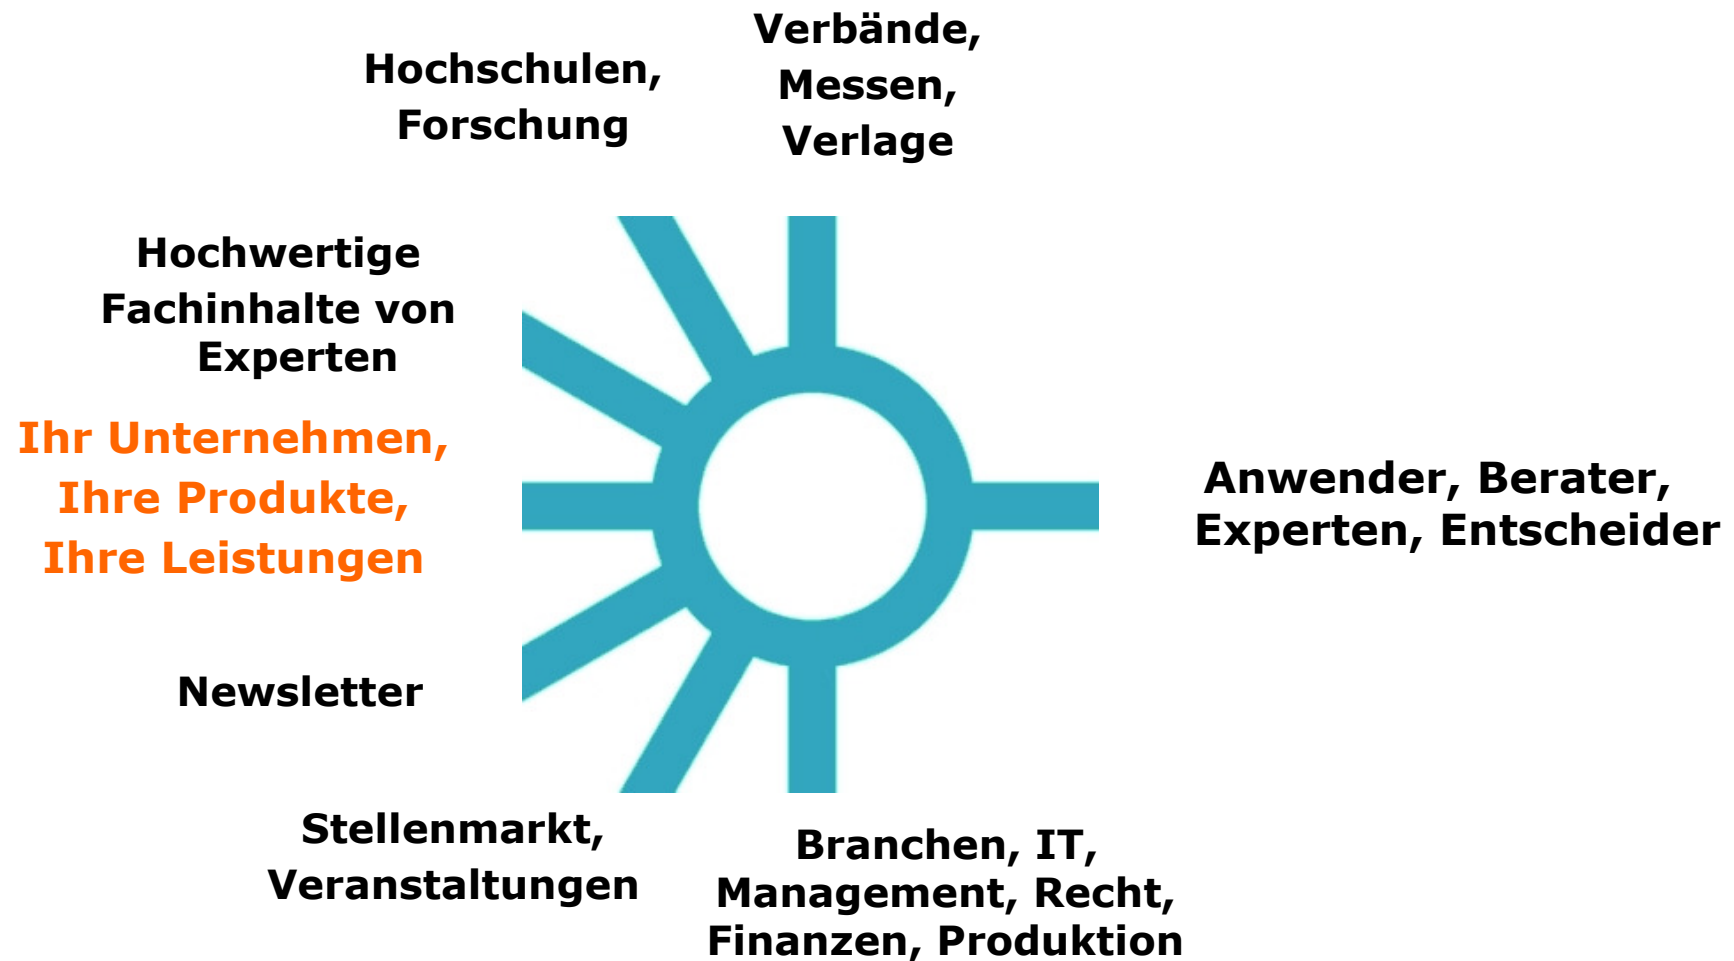 Verbände,
Messen,
Verlage
Hochschulen,
Forschung
Hochwertige
Fachinhalte von
Experten
Ihr Unternehmen,
Ihre Produkte,
Ihre Leistungen
Anwender, Berater,
Experten, Entscheider
Newsletter
Stellenmarkt,
Veranstaltungen
Branchen, IT,
Management, Recht,
Finanzen, Produktion